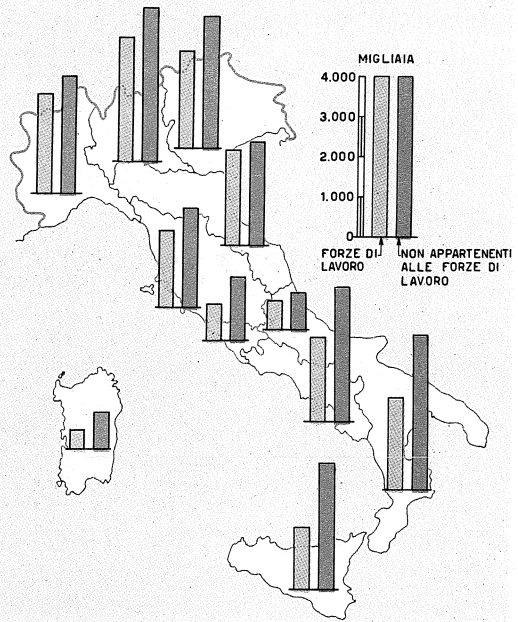 MIGLIAIA
4.000
3.000
2.000
1.000
0
FORZE DI
LAVORO
NON APPARTENENTI
ALLE FORZE DI
LAVORO